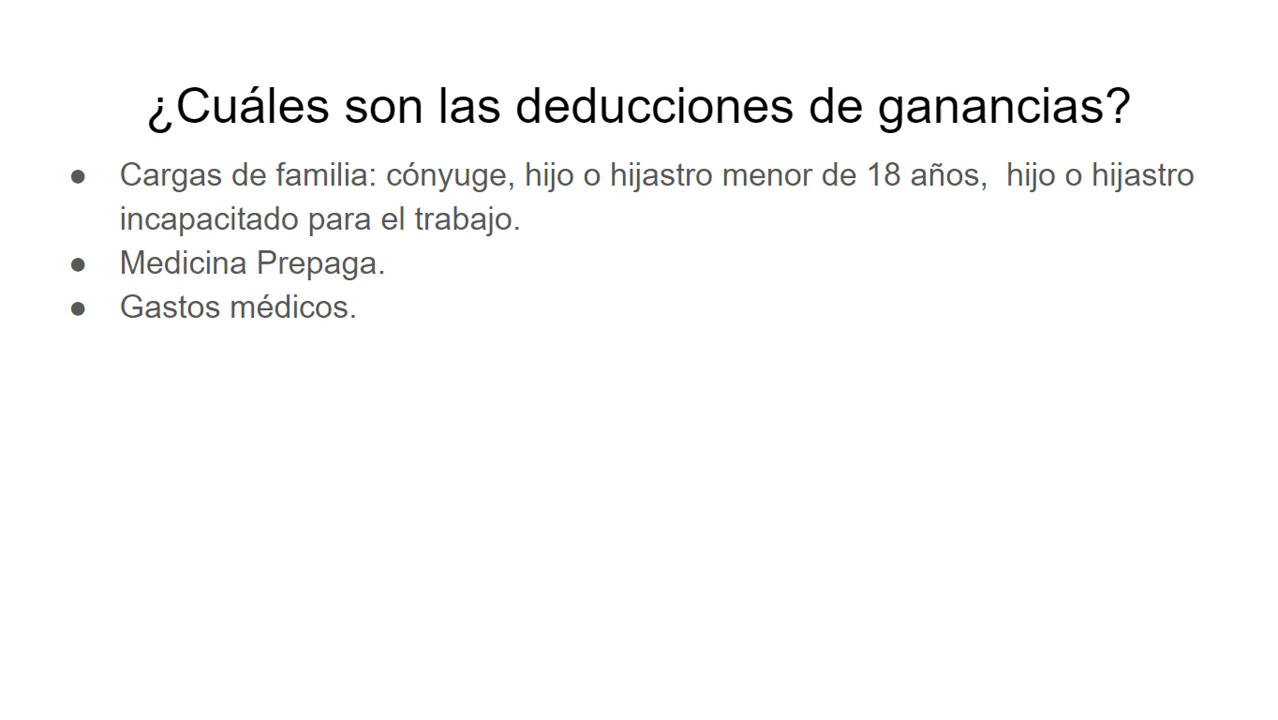 ¿Cuáles son las deducciones de ganancias?
● Cargas de familia: cónyuge, hijo o hijastro menor de 18 años,  hijo o hijastro
incapacitado para el trabajo.
● Medicina Prepaga.
● Gastos médicos.